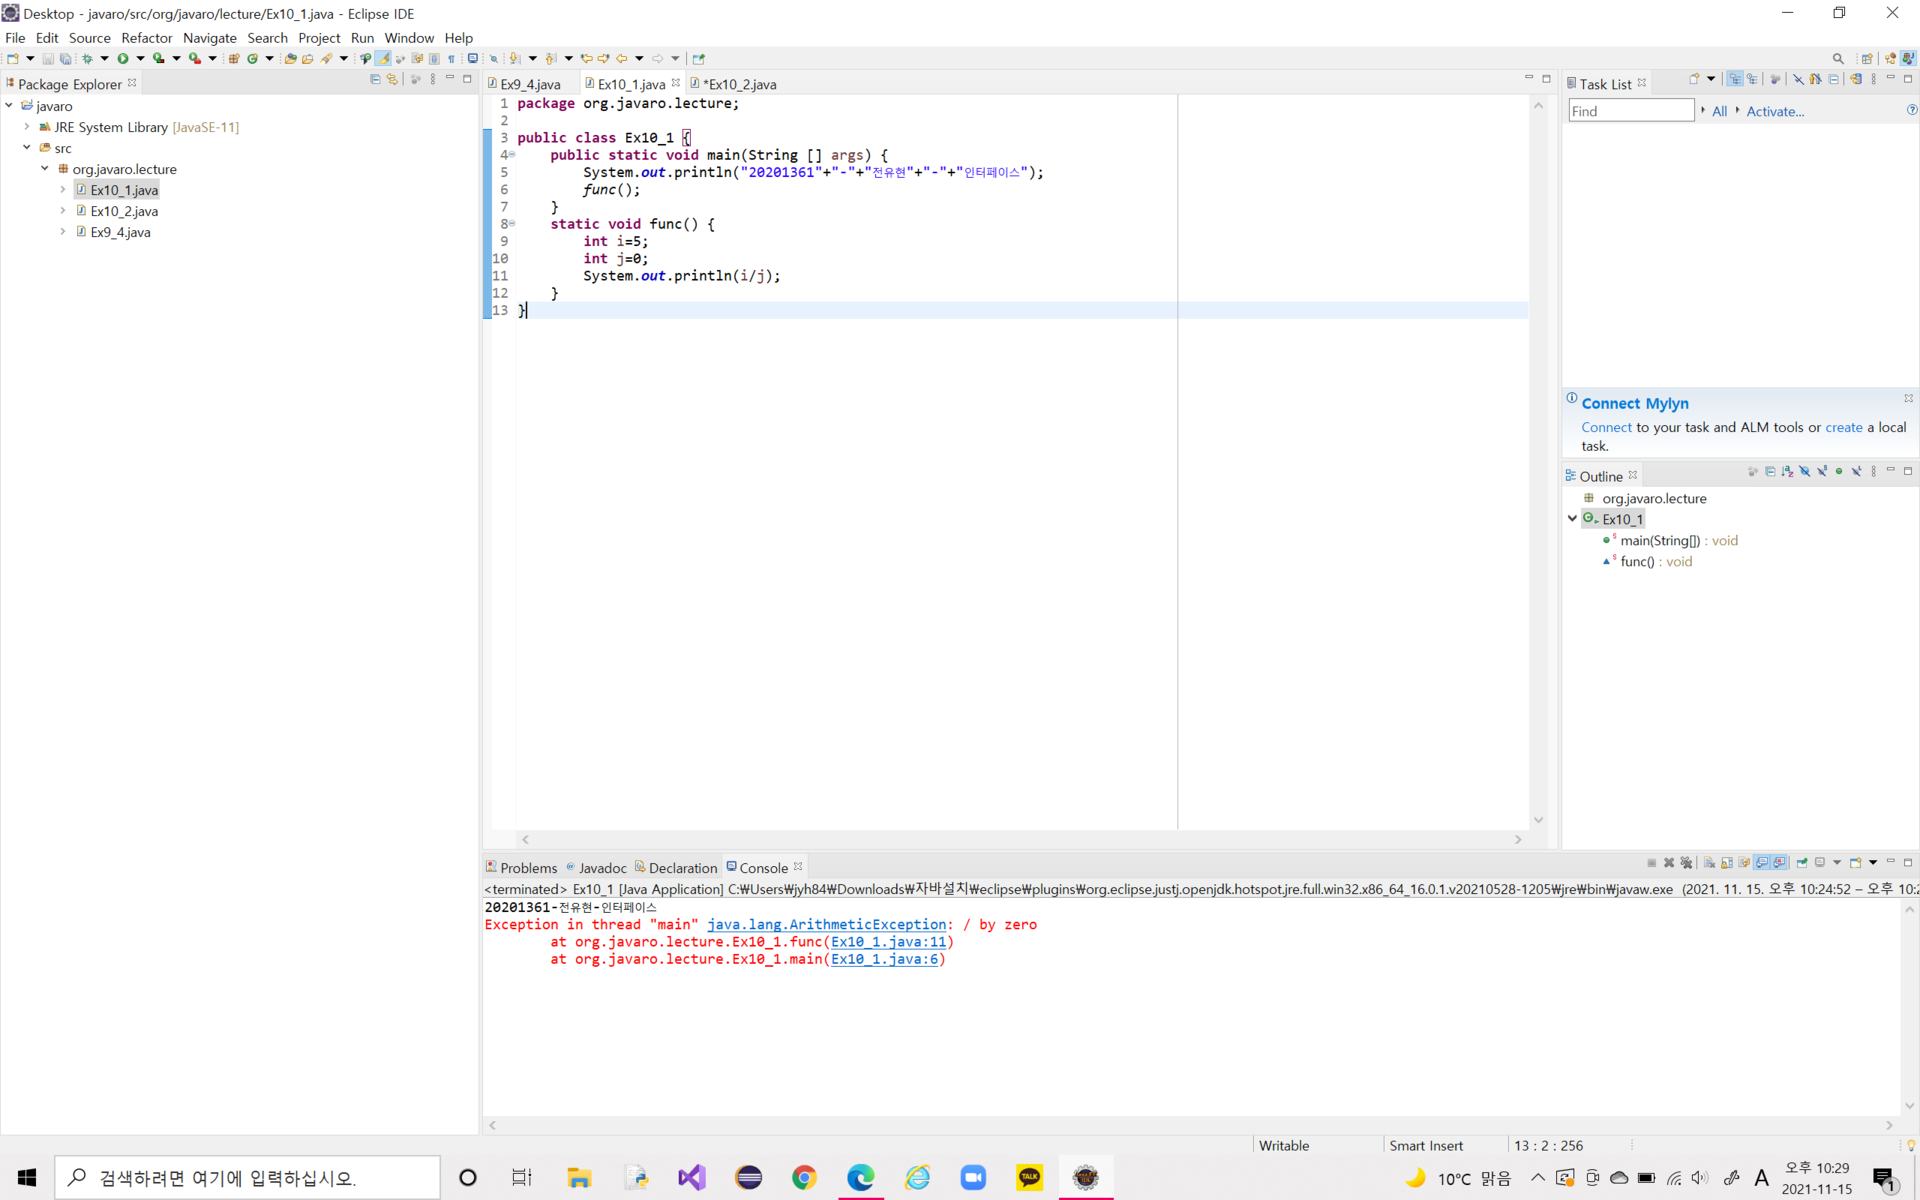 Desktop - javaro/src/org/javaro/lecture/Ex10_1.java - Eclipse IDE
File Edit Source Refactor Navigate Search Project Run Window Help
Package Explorer
javaro
JRE System Library [JavaSE-11]
src
org.javaro.lecture
Ex10_1.java
Ex10_2.java
Ex9_4.java
Ex9_4.java Ex10_1.java *Ex10_2.java
1 package org.javaro.lecture;
2
3 public class Ex10_1 {
4 public static void main(String [] args) {
5 System.out.println("20201361"+"-"+"전유현"+"-"+"인터페이스");
6 func();
7 }
8 static void func() {
9 int i=5;
10 int j=0;
11 System.out.println(i/j);
12 }
13 }
Task List
Find All Activate...
Connect Mylyn
Connect to your task and ALM tools or create a local
task.
Outline
org.javaro.lecture
Ex10_1
main(String[]) : void
func() : void
Problems Javadoc Declaration Console
<terminated> Ex10_1 [Java Application] C:₩Users₩jyh84₩Downloads₩자바설치₩eclipse₩plugins₩org.eclipse.justj.openjdk.hotspot.jre.full.win32.x86_64_16.0.1.v20210528-1205₩jre₩bin₩javaw.exe (2021. 11. 15. 오후 10:24:52 – 오후 10:2
20201361-전유현-인터페이스
Exception in thread "main" java.lang.ArithmeticException: / by zero
at org.javaro.lecture.Ex10_1.func(Ex10_1.java:11)
at org.javaro.lecture.Ex10_1.main(Ex10_1.java:6)
Writable Smart Insert 13 : 2 : 256
검색하려면 여기에 입력하십시오.
TALK
10°C 맑음
A
오후 10:29
2021-11-15
1